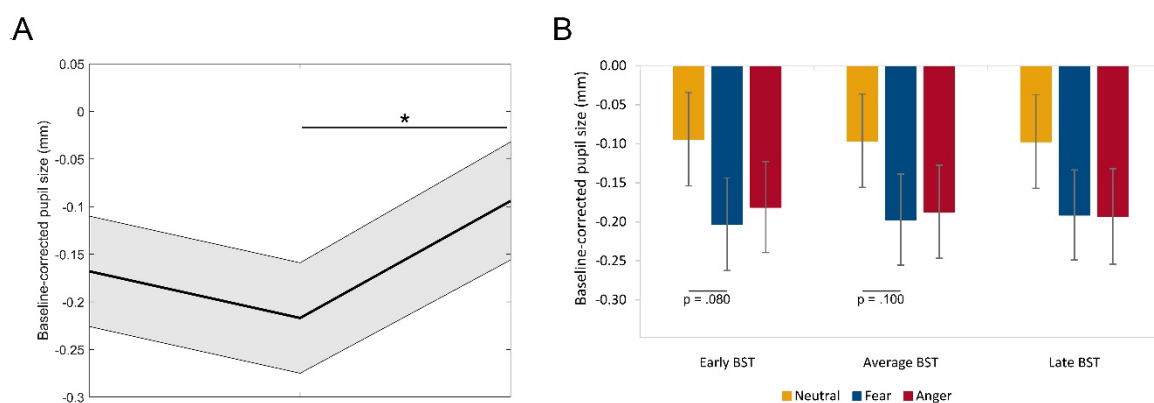 A
Baseline-corrected pupil size (mm)
0.05
0
-0.05
-0.1
-0.15
-0.2
-0.25
-0.3
*
B
Baseline-corrected pupil size (mm)
0.00
-0.05
-0.10
-0.15
-0.20
-0.25
-0.30
p = .080
p = .100
Early BST Average BST Late BST
Neutral Fear Anger